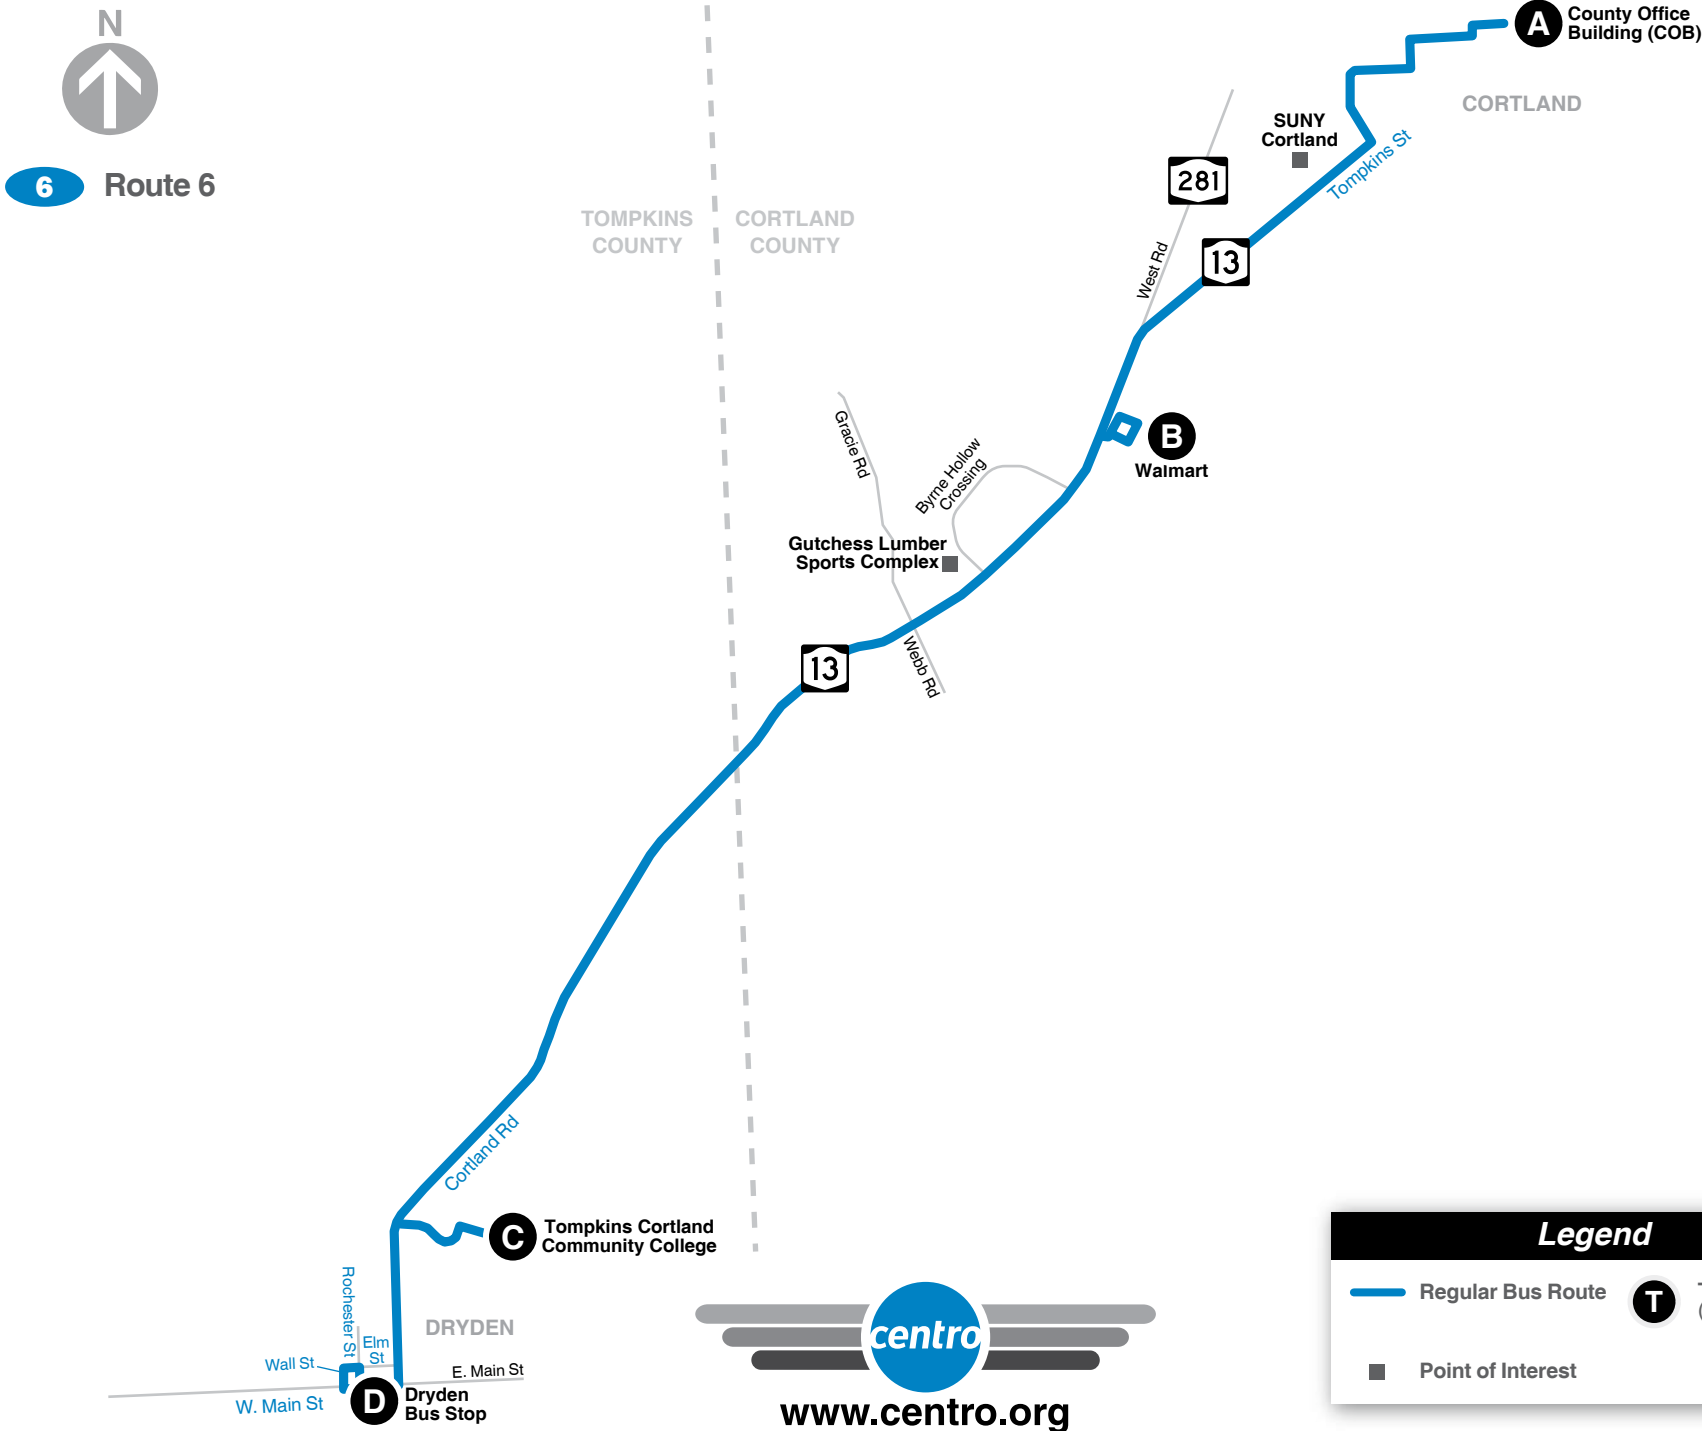 N
6 Route 6
A County Office
Building (COB)
CORTLAND
SUNY
Cortland
Tompkins St
281
13
West Rd
TOMPKINS
COUNTY
CORTLAND
COUNTY
B
Walmart
Gracie Rd
Byrne Hollow
Crossing
Gutchess Lumber
Sports Complex
Webb Rd
13
Cortland Rd
C Tompkins Cortland
Community College
Rochester St
DRYDEN
Elm
St
Wall St
E. Main St
W. Main St
D Dryden
Bus Stop
centro
www.centro.org
Legend
Regular Bus Route
T
Point of Interest